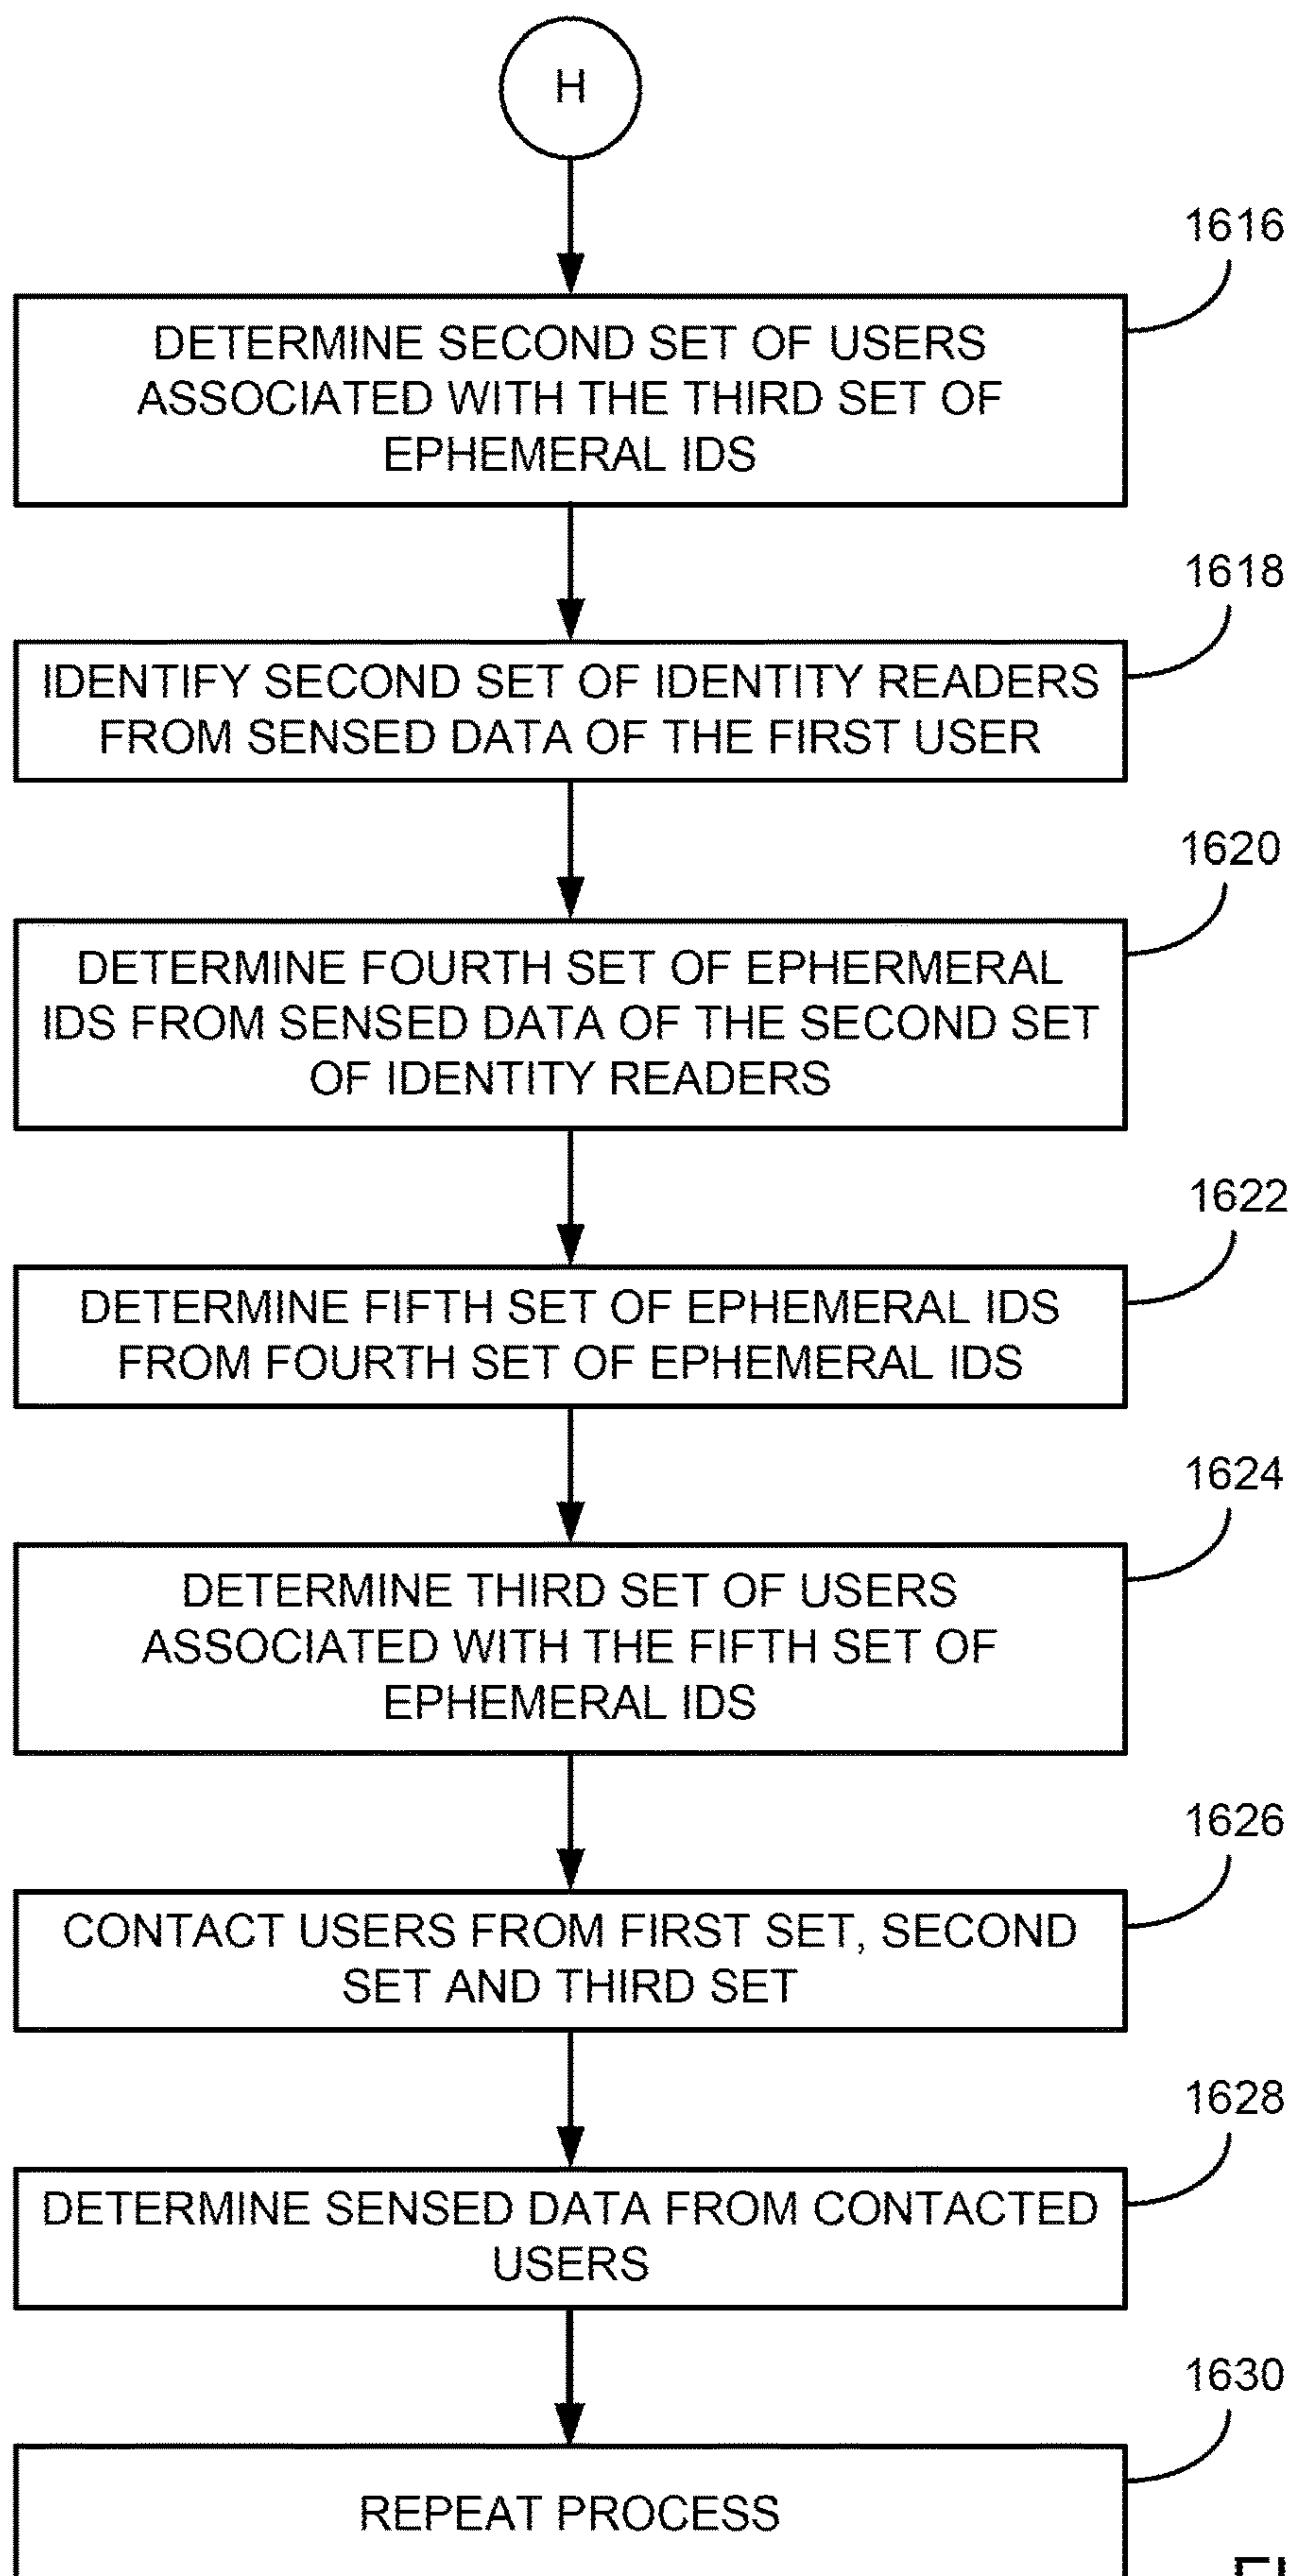 H
1616
DETERMINE SECOND SET OF USERS
ASSOCIATED WITH THE THIRD SET OF
EPHEMERAL IDS
1618
IDENTIFY SECOND SET OF IDENTITY READERS
FROM SENSED DATA OF THE FIRST USER
1620
DETERMINE FOURTH SET OF EPHERMERAL
IDS FROM SENSED DATA OF THE SECOND SET
OF IDENTITY READERS
1622
DETERMINE FIFTH SET OF EPHEMERAL IDS
FROM FOURTH SET OF EPHEMERAL IDS
1624
DETERMINE THIRD SET OF USERS
ASSOCIATED WITH THE FIFTH SET OF
EPHEMERAL IDS
1626
CONTACT USERS FROM FIRST SET, SECOND
SET AND THIRD SET
1628
DETERMINE SENSED DATA FROM CONTACTED
USERS
1630
REPEAT PROCESS